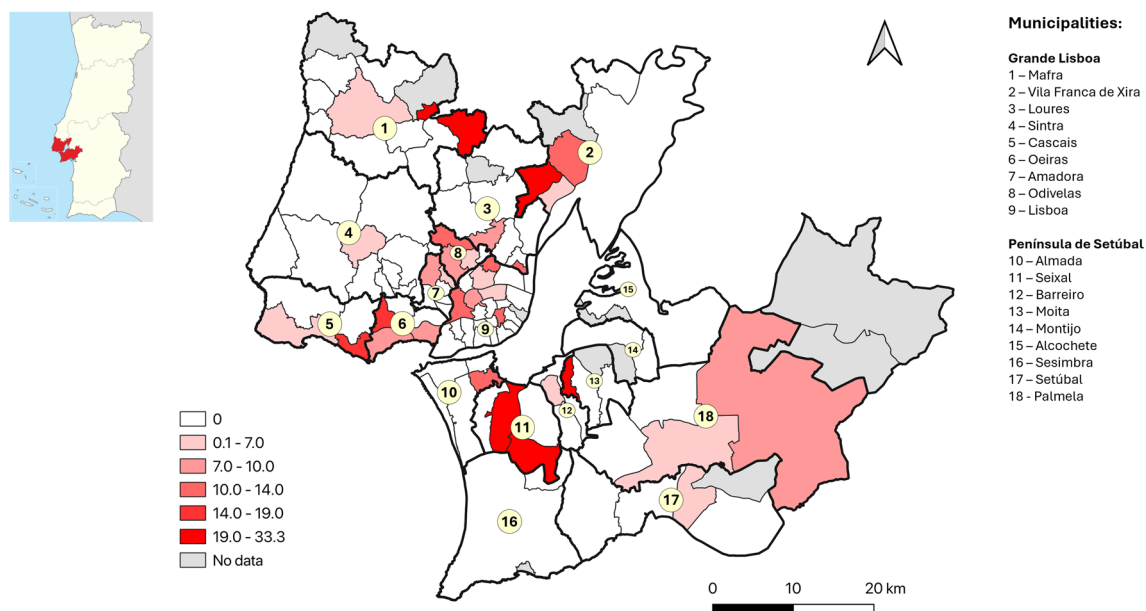 Municipalities:
Grande Lisboa
1 – Mafra
2 – Vila Franca de Xira
3 – Loures
4 – Sintra
5 – Cascais
6 – Oeiras
7 – Amadora
8 – Odivelas
9 – Lisboa
Península de Setúbal
10 – Almada
11 – Seixal
12 – Barreiro
13 – Moita
14 – Montijo
15 – Alcochete
16 – Sesimbra
17 – Setúbal
18 - Palmela
1
2
3
4
8
7
15
5
6
9
14
10
13
12
11
18
17
16
0
0.1 - 7.0
7.0 - 10.0
10.0 - 14.0
14.0 - 19.0
19.0 - 33.3
No data
0 10 20 km